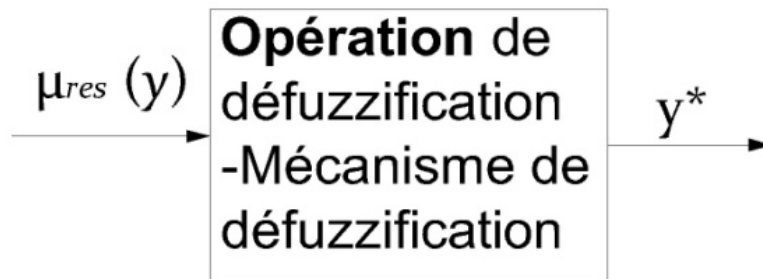 μres (y)
Opération de
défuzzification
-Mécanisme de
défuzzification
y*